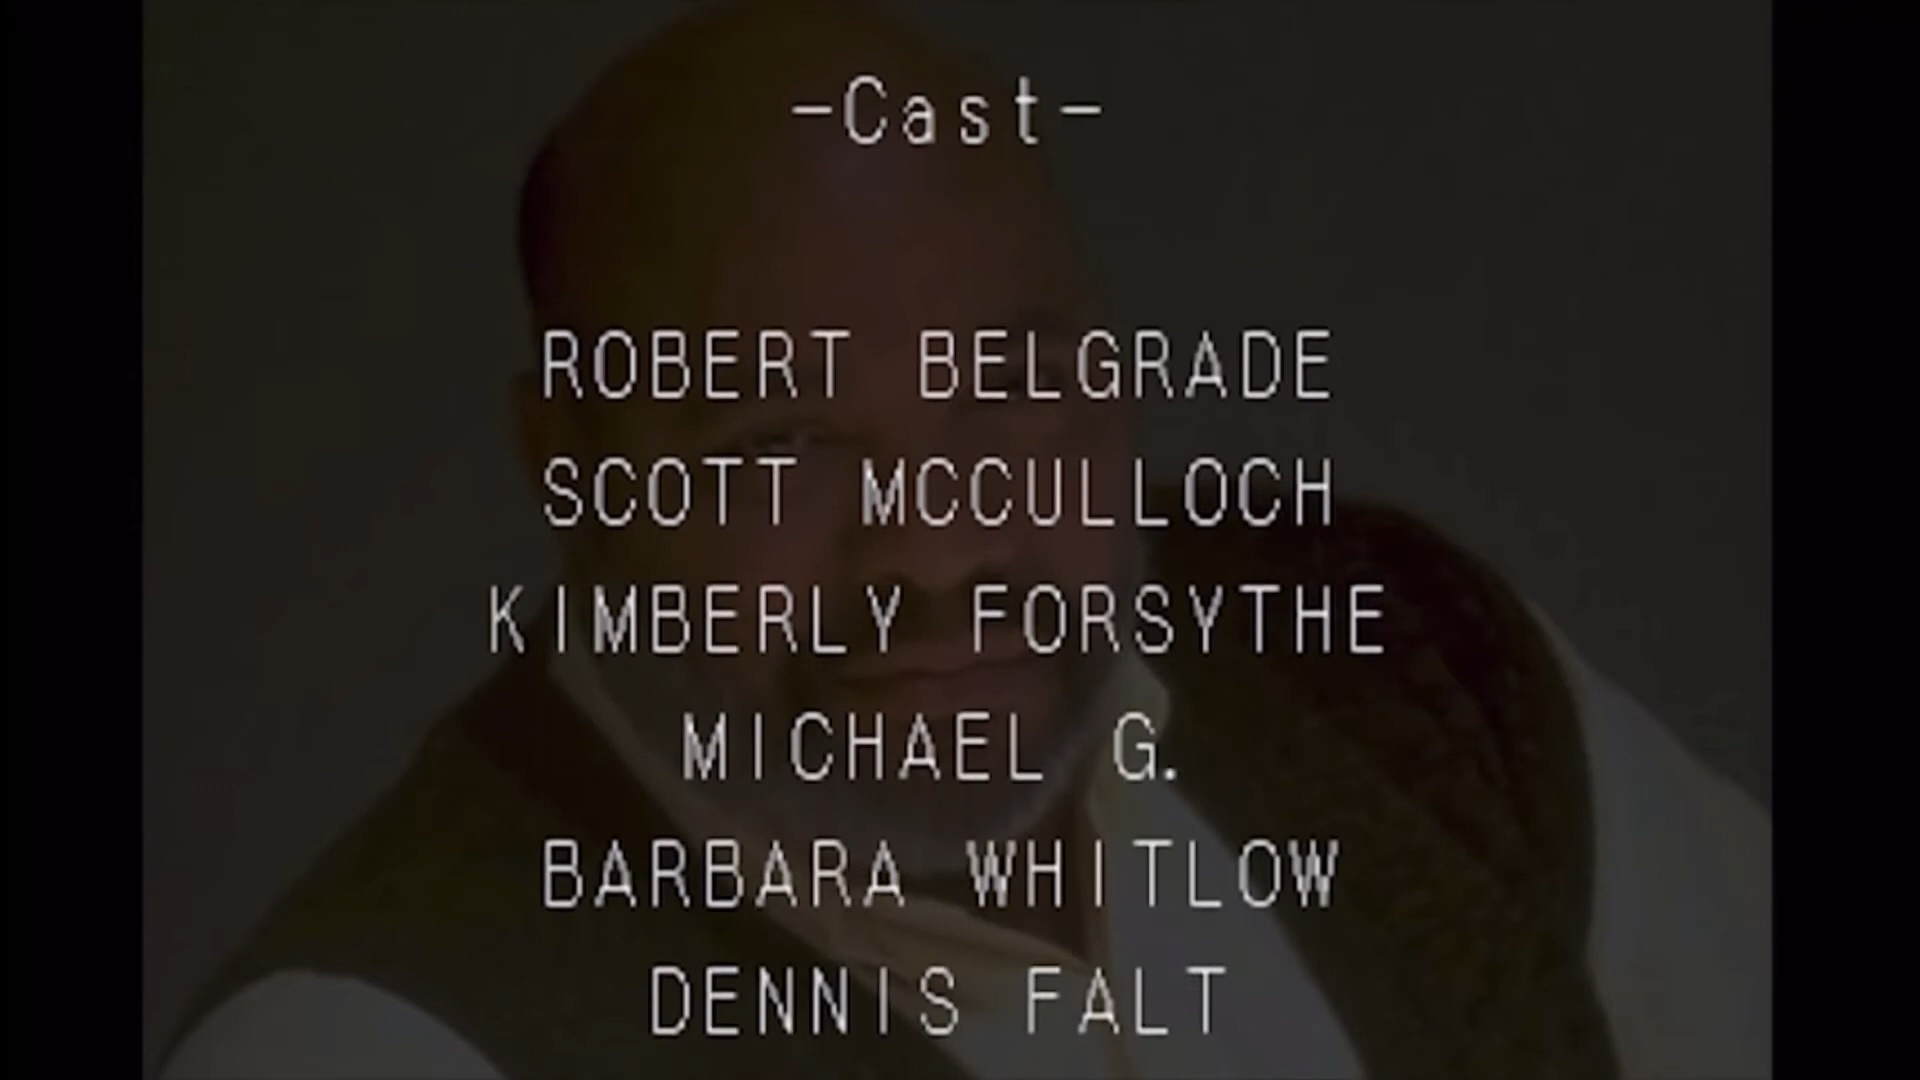 -Cast-
ROBERT BELGRADE
SCOTT MCCULLOCH
KIMBERLY FORSYTHE
MICHAEL G.
BARBARA WHITLOW
DENNIS FALT